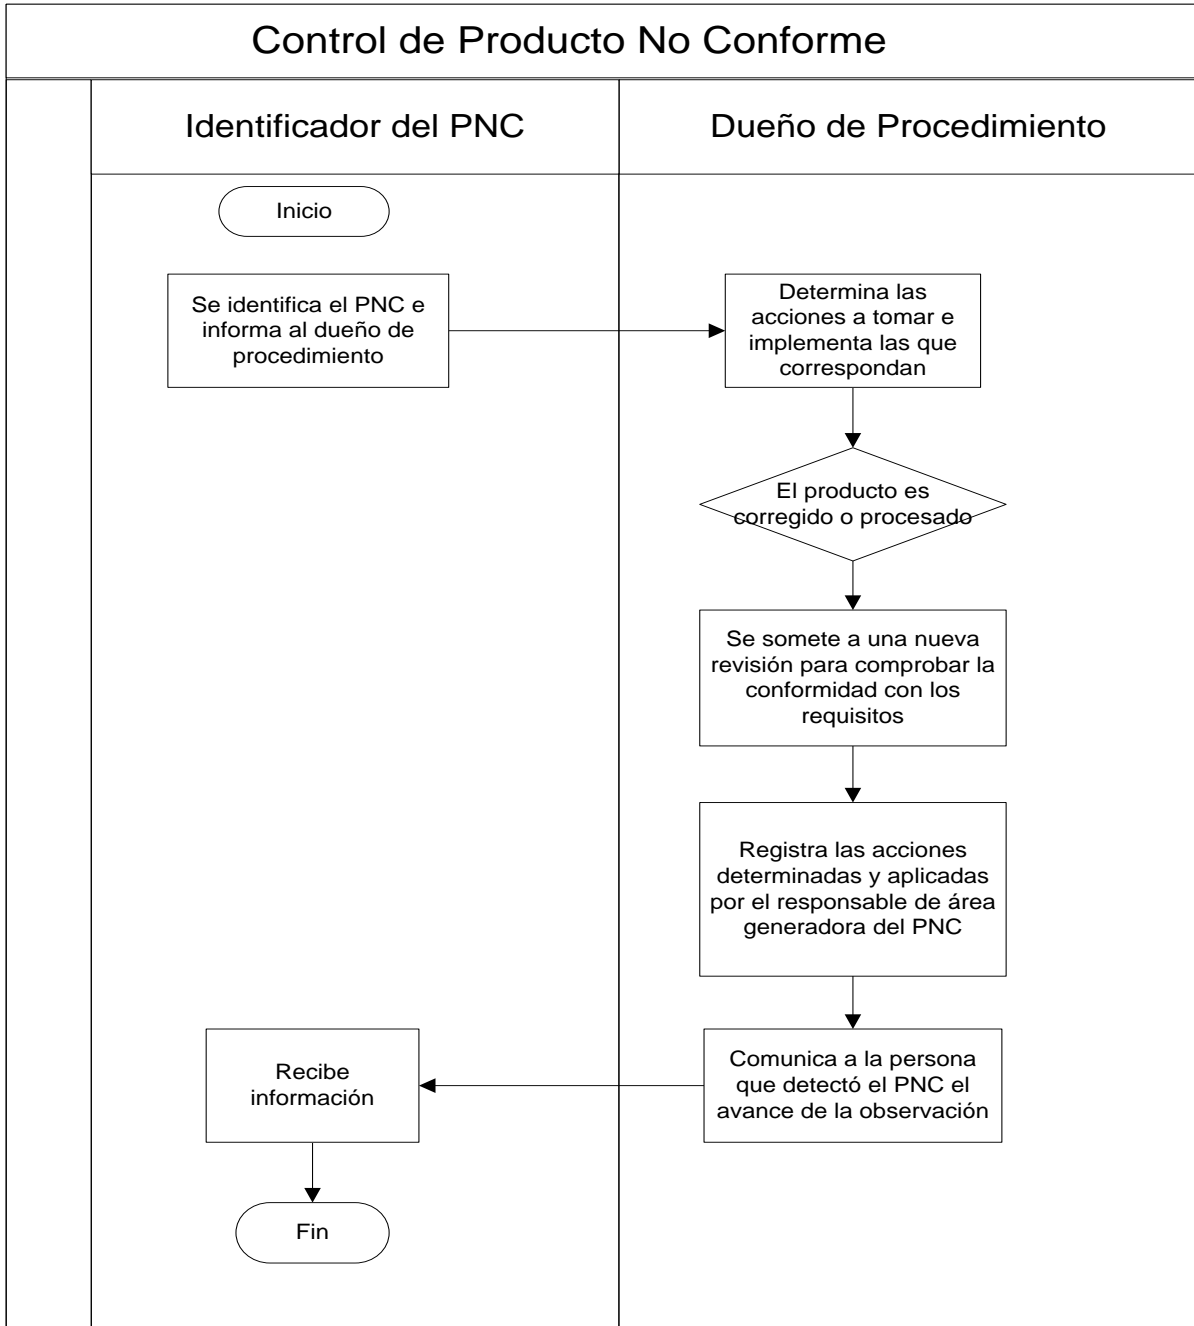 Control de Producto No Conforme
Identificador del PNC
Dueño de Procedimiento
Inicio
Se identifica el PNC e
informa al dueño de
procedimiento
Determina las
acciones a tomar e
implementa las que
correspondan
El producto es
corregido o procesado
Se somete a una nueva
revisión para comprobar la
conformidad con los
requisitos
Registra las acciones
determinadas y aplicadas
por el responsable de área
generadora del PNC
Comunica a la persona
que detectó el PNC el
avance de la observación
Recibe
información
Fin